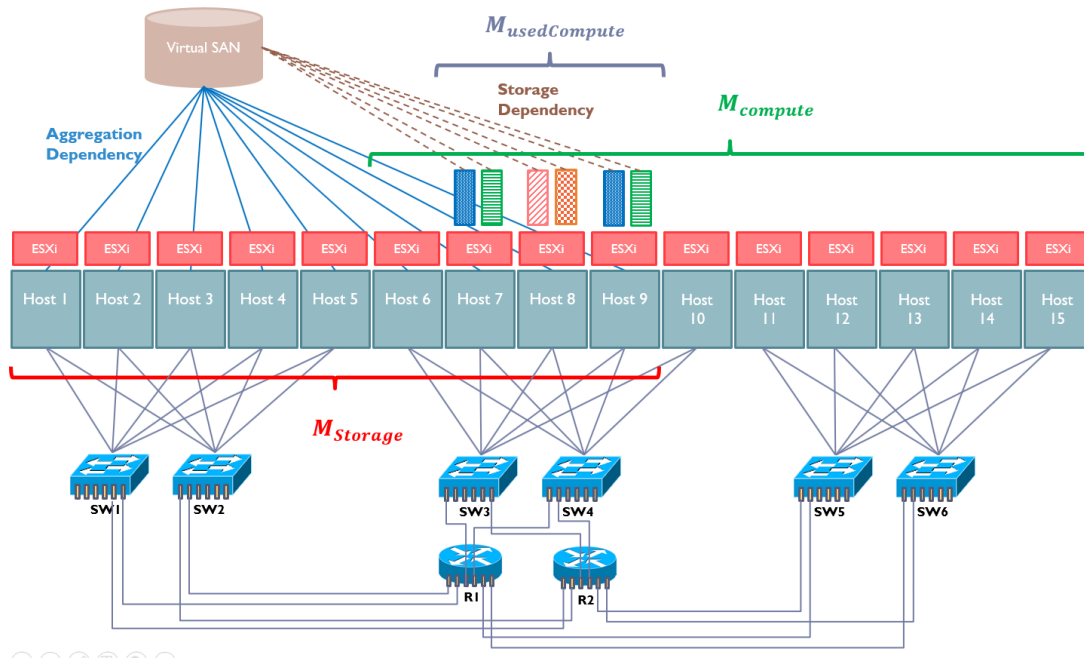 Virtual SAN
M_usedCompute
Storage
Dependency
M_compute
Aggregation
Dependency
ESXi ESXi ESXi ESXi ESXi ESXi ESXi ESXi ESXi ESXi ESXi ESXi ESXi ESXi ESXi
Host 1 Host 2 Host 3 Host 4 Host 5 Host 6 Host 7 Host 8 Host 9 Host 10 Host 11 Host 12 Host 13 Host 14 Host 15
M_Storage
SW1 SW2 SW3 SW4 SW5 SW6
R1 R2